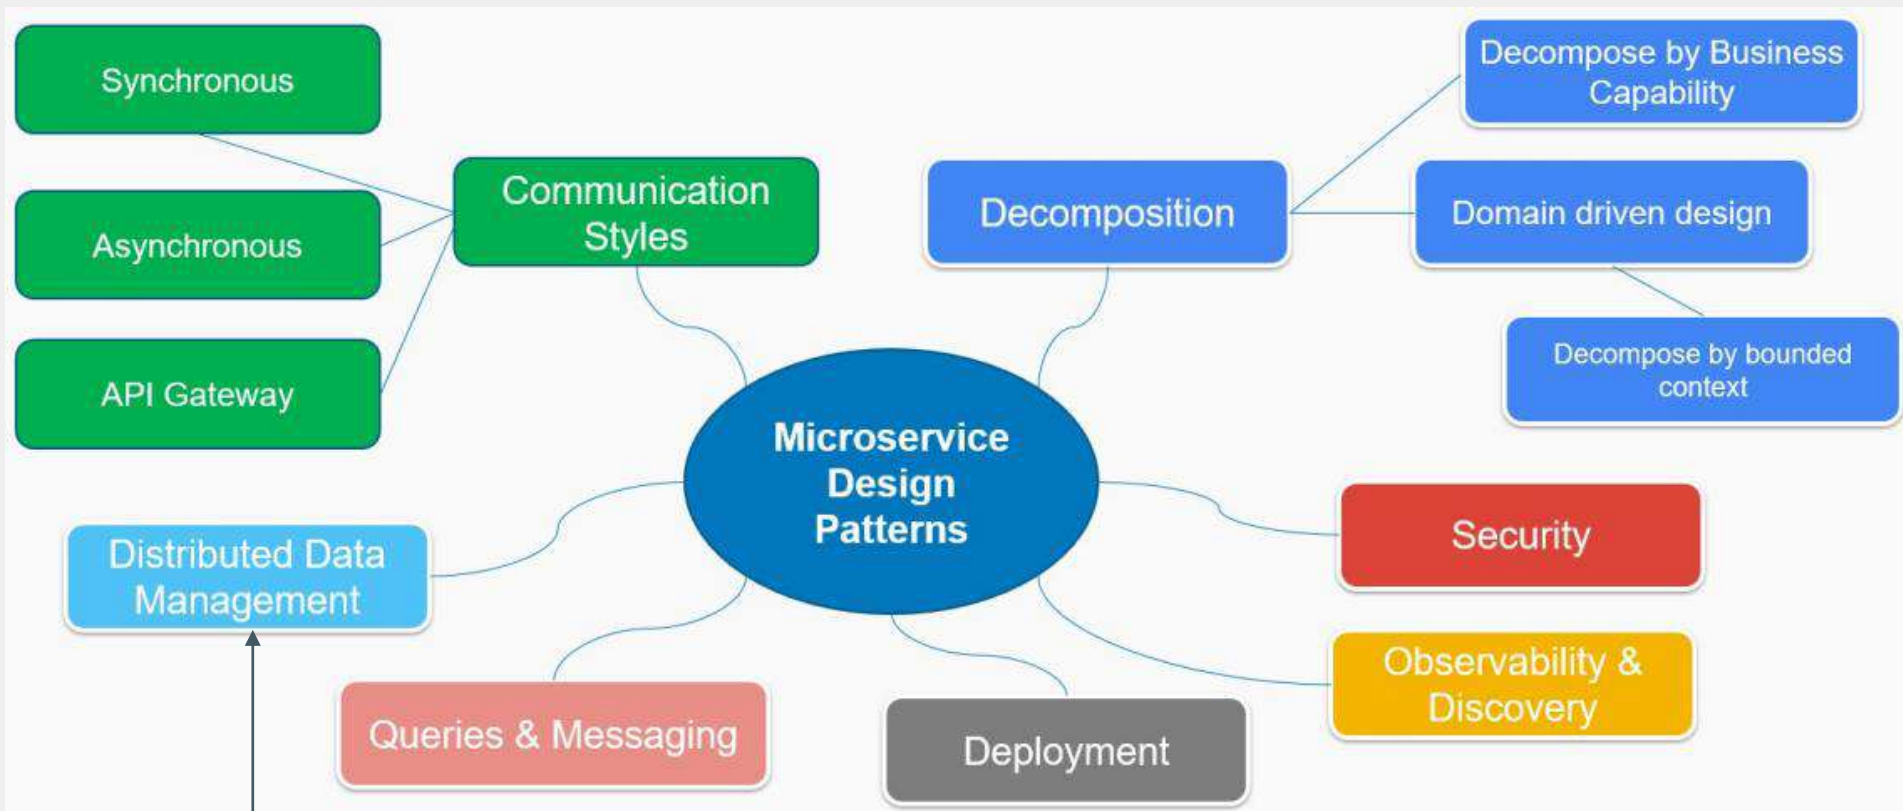 Synchronous
Asynchronous
API Gateway
Communication
Styles
Decomposition
Decompose by Business
Capability
Domain driven design
Decompose by bounded
context
Microservice
Design
Patterns
Distributed Data
Management
Queries & Messaging
Deployment
Security
Observability &
Discovery